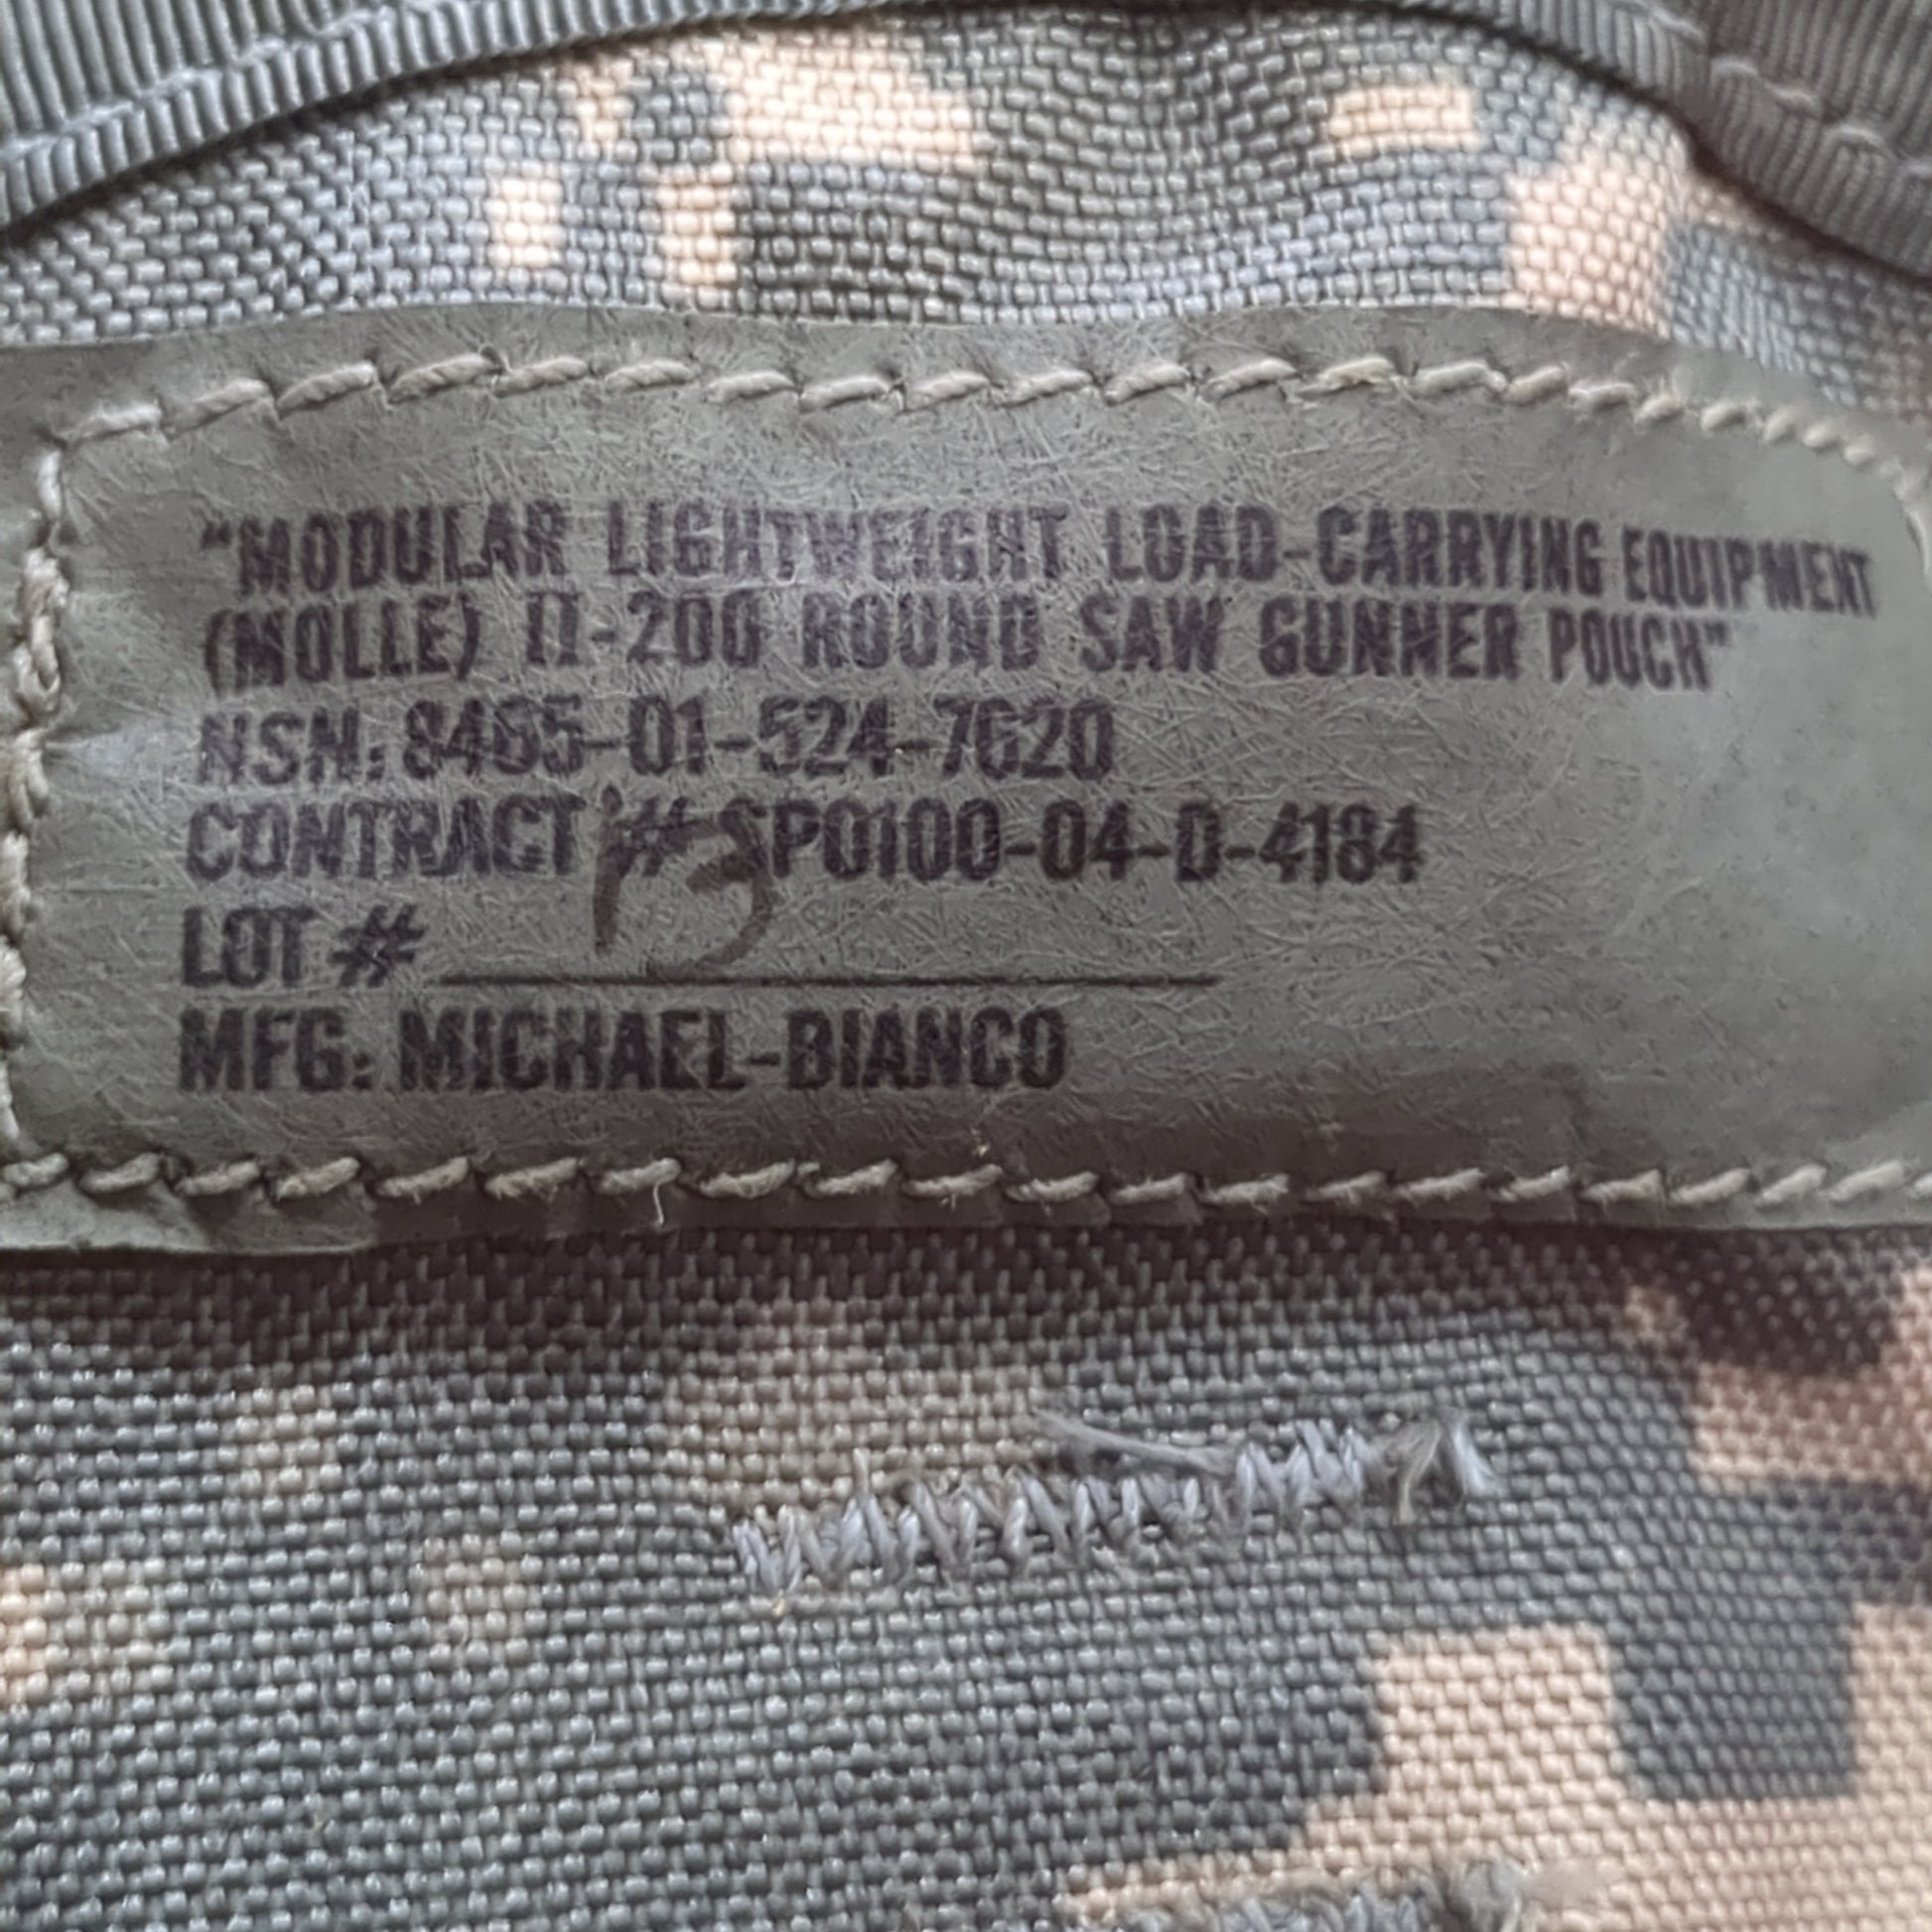 “MODULAR LIGHTWEIGHT LOAD-CARRYING EQUIPMENT
(MOLLE) II-200 ROUND SAW GUNNER POUCH”
NSN: 8465-01-524-7620
CONTRACT # SP0100-04-D-4184
LOT # 13
MFG: MICHAEL-BIANCO